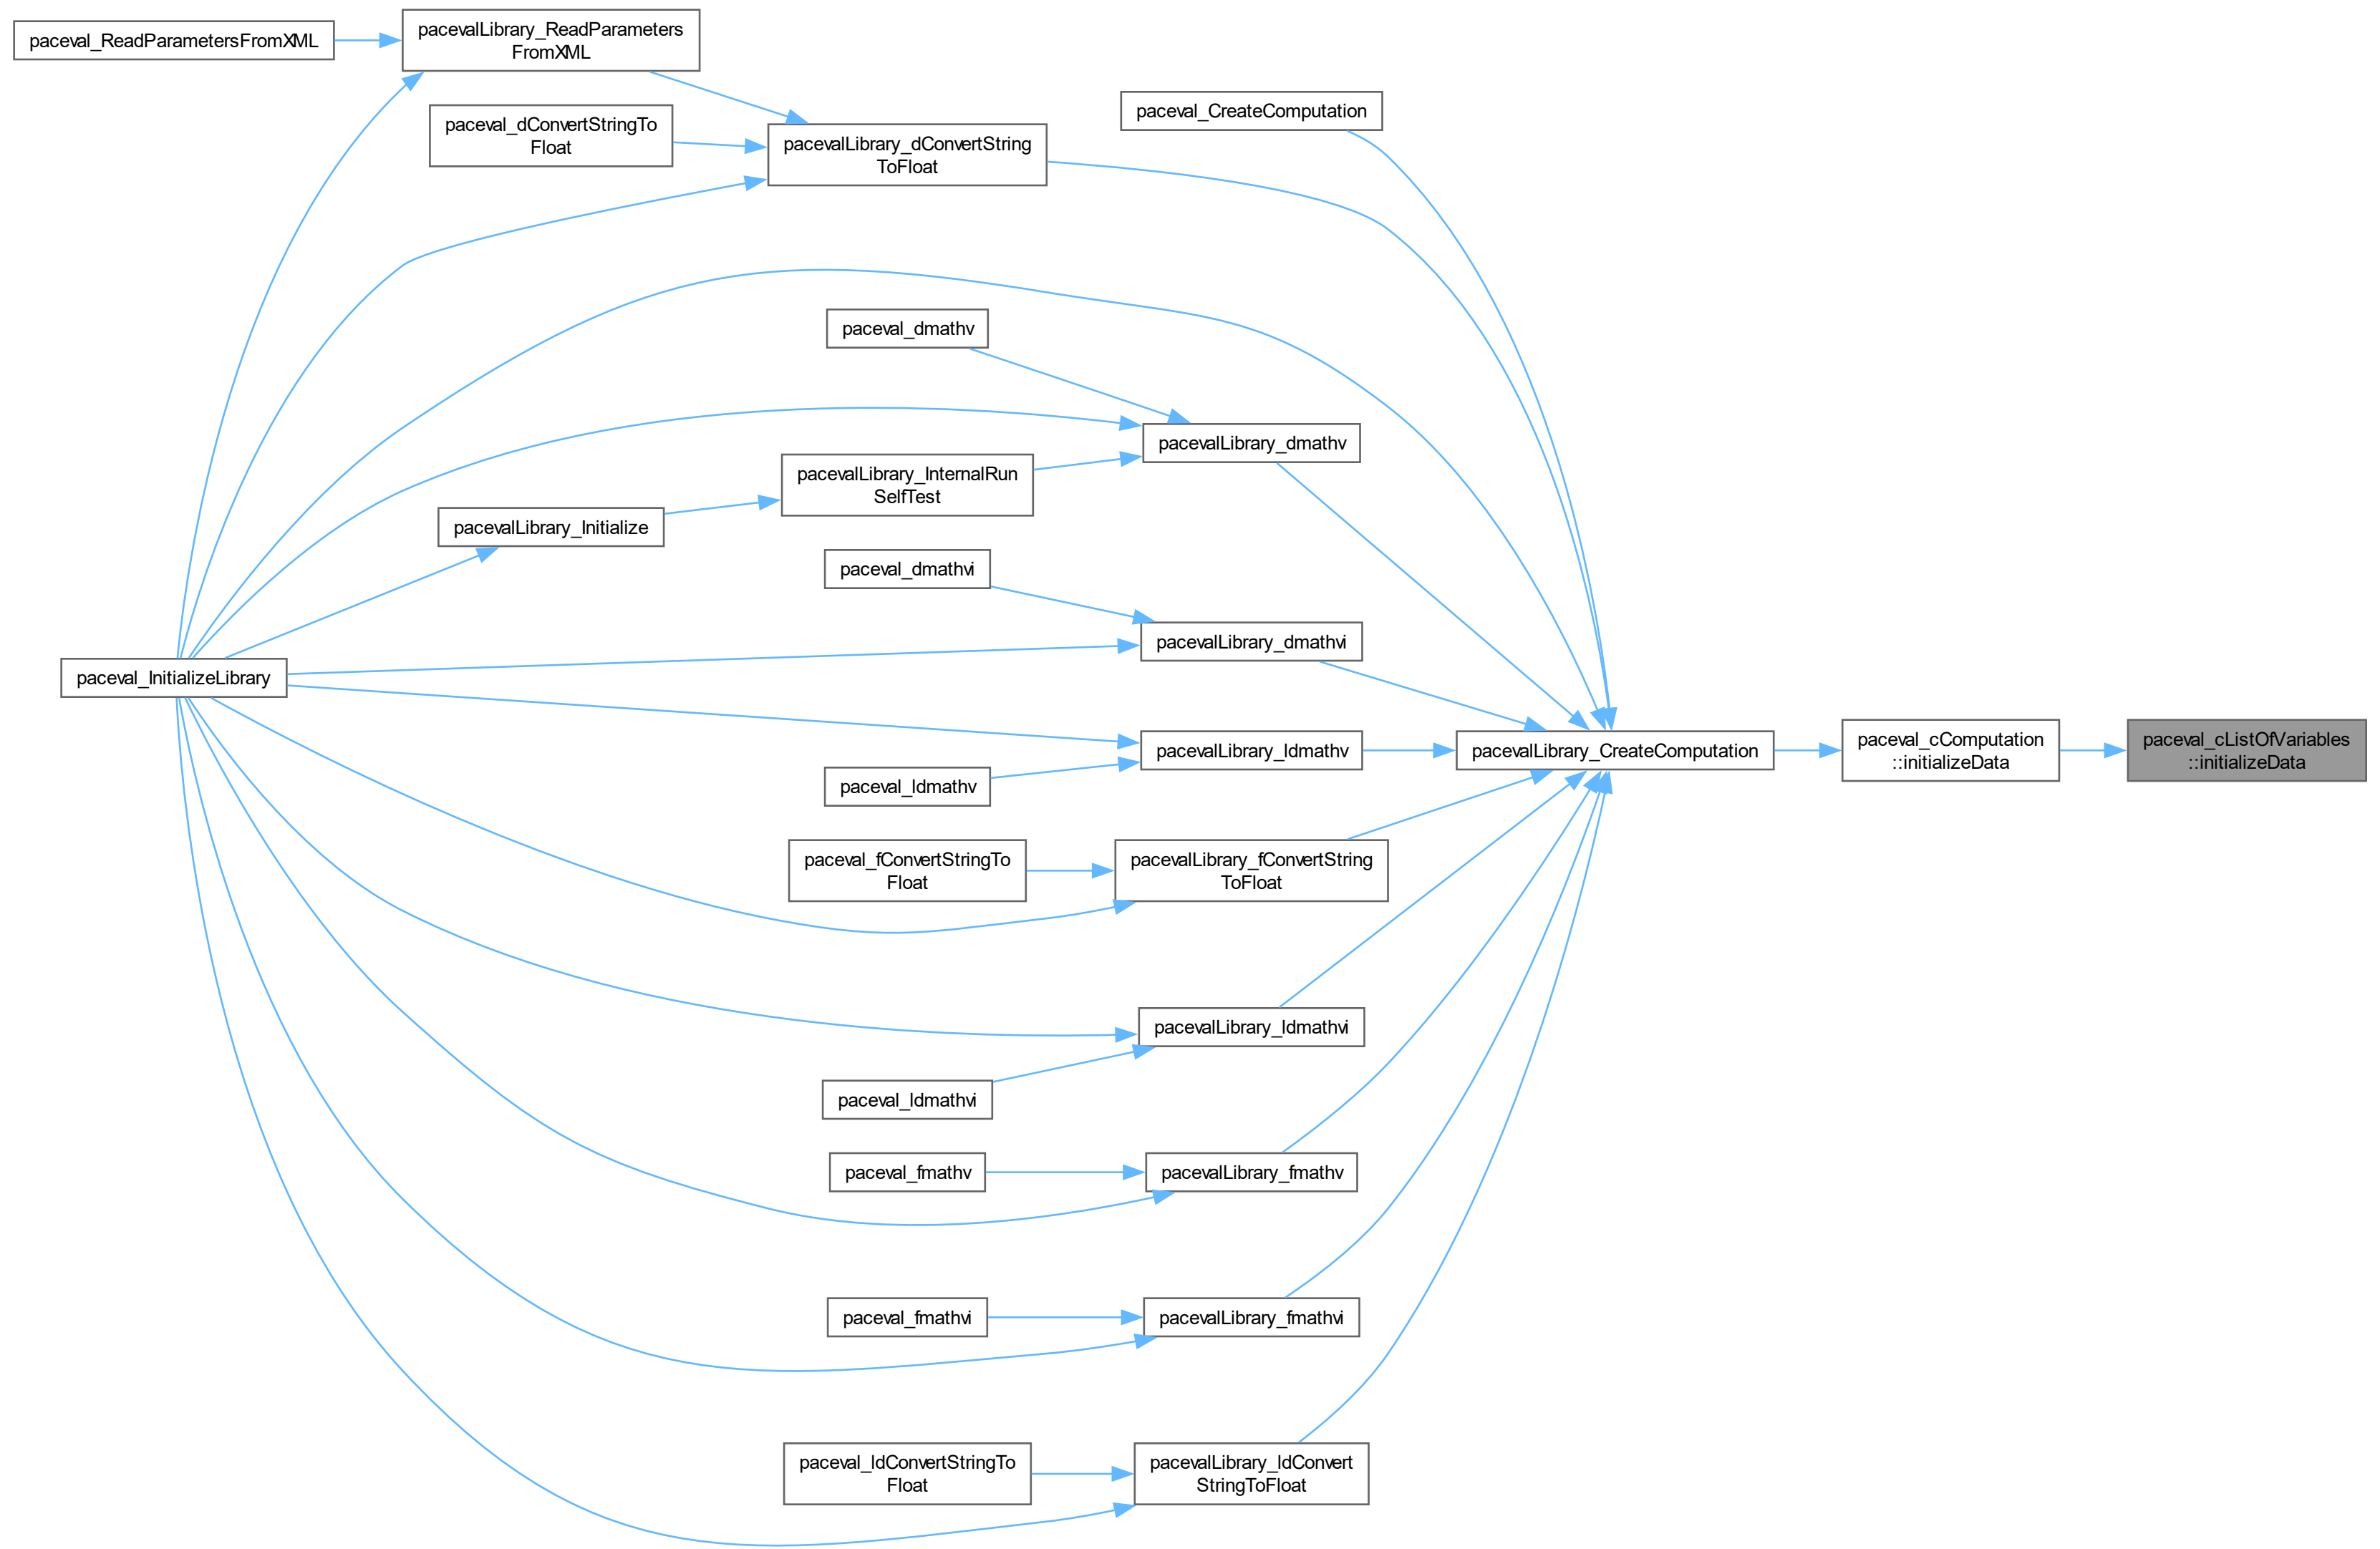 paceval_ReadParametersFromXML
pacevalLibrary_ReadParameters
FromXML
paceval_CreateComputation
paceval_dConvertStringTo
Float
pacevalLibrary_dConvertString
ToFloat
paceval_dmathv
pacevalLibrary_dmathv
pacevalLibrary_InternalRun
SelfTest
pacevalLibrary_Initialize
paceval_dmathvi
pacevalLibrary_dmathvi
paceval_InitializeLibrary
pacevalLibrary_ldmathv
pacevalLibrary_CreateComputation
paceval_cComputation
::initializeData
paceval_cListOfVariables
::initializeData
paceval_ldmathv
paceval_fConvertStringTo
Float
pacevalLibrary_fConvertString
ToFloat
pacevalLibrary_ldmathvi
paceval_ldmathvi
paceval_fmathv
pacevalLibrary_fmathv
paceval_fmathvi
pacevalLibrary_fmathvi
paceval_ldConvertStringTo
Float
pacevalLibrary_ldConvert
StringToFloat